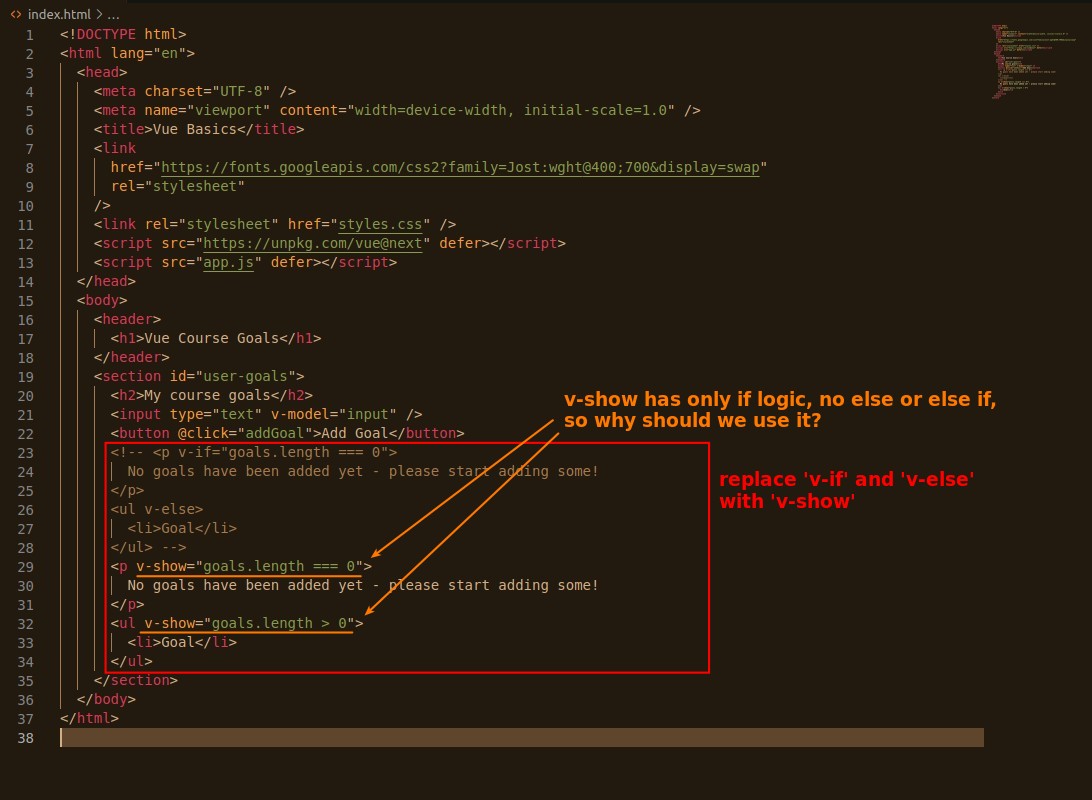 index.html > ...
1 <!DOCTYPE html>
2 <html lang="en">
3 <head>
4 <meta charset="UTF-8" />
5 <meta name="viewport" content="width=device-width, initial-scale=1.0" />
6 <title>Vue Basics</title>
7 <link
8 href="https://fonts.googleapis.com/css2?family=Jost:wght@400;700&display=swap"
9 rel="stylesheet"
10 />
11 <link rel="stylesheet" href="styles.css" />
12 <script src="https://unpkg.com/vue@next" defer></script>
13 <script src="app.js" defer></script>
14 </head>
15 <body>
16 <header>
17 <h1>Vue Course Goals</h1>
18 </header>
19 <section id="user-goals">
20 <h2>My course goals</h2>
21 <input type="text" v-model="input" />
22 <button @click="addGoal">Add Goal</button>
v-show has only if logic, no else or else if,
so why should we use it?
23 <!-- <p v-if="goals.length === 0">
24 No goals have been added yet - please start adding some!
25 </p>
26 <ul v-else>
27 <li>Goal</li>
28 </ul> -->
replace 'v-if' and 'v-else'
with 'v-show'
29 <p v-show="goals.length === 0">
30 No goals have been added yet - please start adding some!
31 </p>
32 <ul v-show="goals.length > 0">
33 <li>Goal</li>
34 </ul>
35 </section>
36 </body>
37 </html>
38